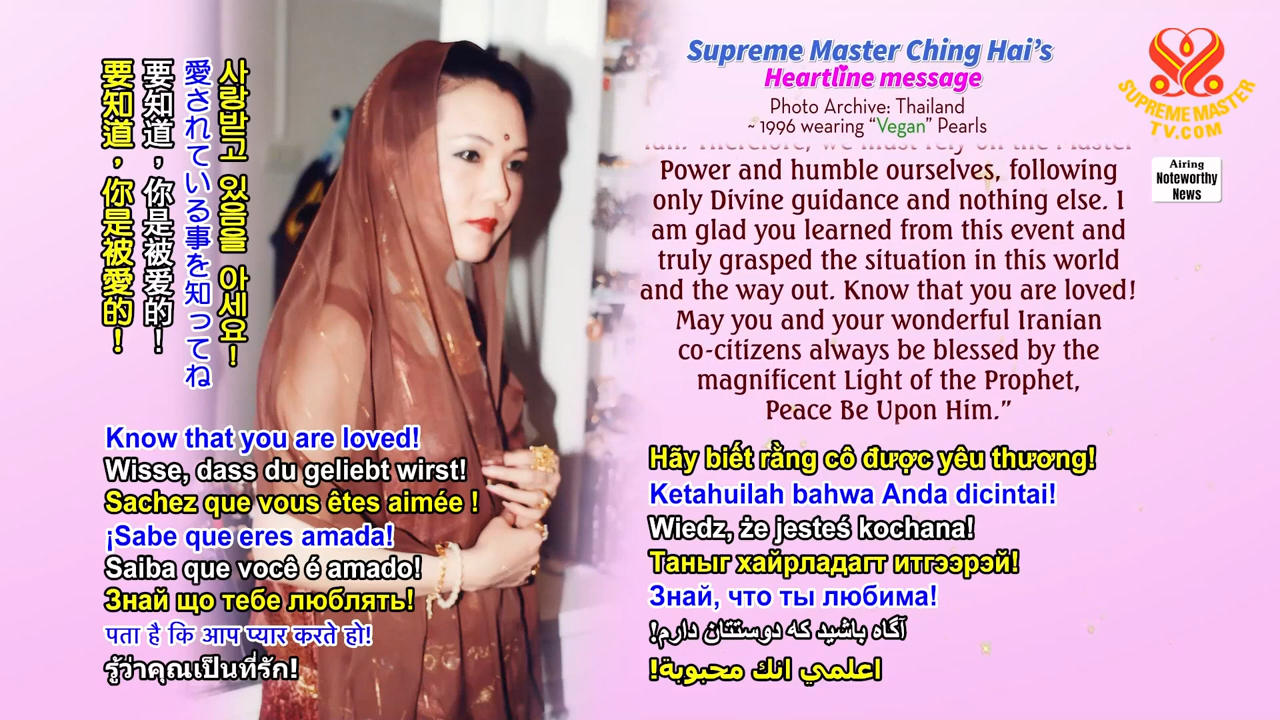 要知道，你是被愛的！
要知道，你是被爱的！
愛されている事を知ってね
사랑받고 있음을 아세요!
Know that you are loved!
Wisse, dass du geliebt wirst!
Sachez que vous êtes aimée !
¡Sabe que eres amada!
Saiba que você é amado!
Знай що тебе люблять!
पता है कि आप प्यार करते हो!
รู้ว่าคุณเป็นที่รัก!
Supreme Master Ching Hai's
Heartline message
Photo Archive: Thailand
~ 1996 wearing “Vegan” Pearls
Therefore, we must rely on the Master
Power and humble ourselves, following
only Divine guidance and nothing else. I
am glad you learned from this event and
truly grasped the situation in this world
and the way out. Know that you are loved!
May you and your wonderful Iranian
co-citizens always be blessed by the
magnificent Light of the Prophet,
Peace Be Upon Him.”
Hãy biết rằng cô được yêu thương!
Ketahuilah bahwa Anda dicintai!
Wiedz, że jesteś kochana!
Таныг хайрладагт итгээрэй!
Знай, что ты любима!
آگاه باشید که دوستتان دارم!
اعلمي انك محبوبة!
SUPREME MASTER
TV.COM
Airing
Noteworthy
News